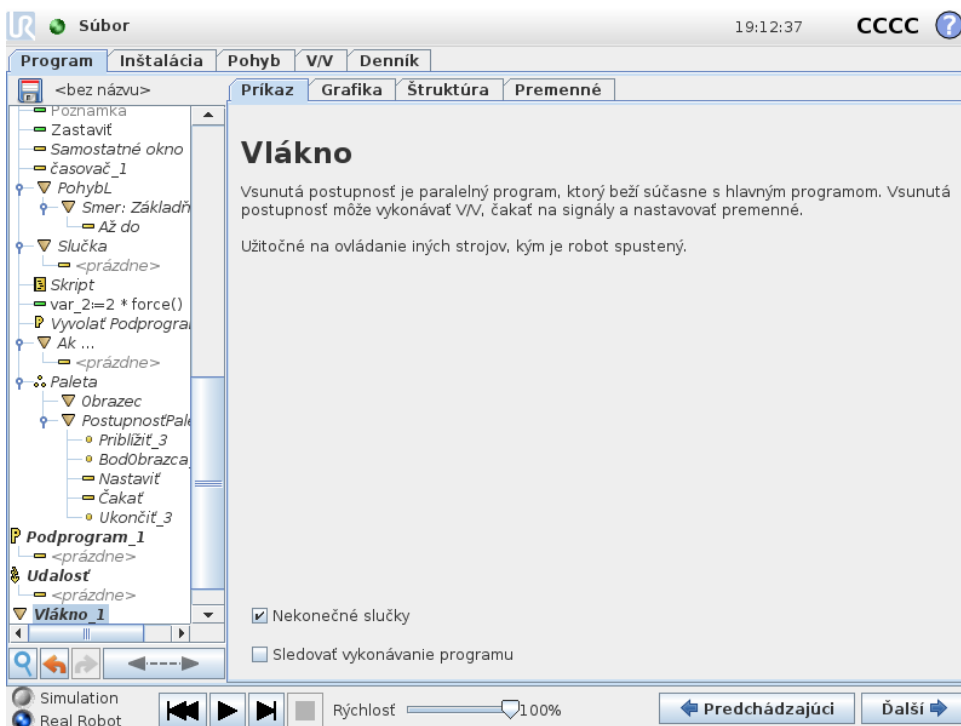 Súbor
19:12:37
CCCC
?
Program Inštalácia Pohyb V/V Denník
<bez názvu>
Príkaz Grafika Štruktúra Premenné
Poznámka
Zastaviť
Samostatné okno
časovač_1
PohybL
Smer: Základň
Až do
Slučka
<prázdne>
Skript
var_2:=2 * force()
Vyvolať Podprogra
Ak ...
<prázdne>
Paleta
Obrazec
PostupnosťPale
Priblížiť_3
BodObrazca
Nastaviť
Čakať
Ukončiť_3
Podprogram_1
<prázdne>
Udalosť
<prázdne>
Vlákno_1
Vlákno
Vsunutá postupnosť je paralelný program, ktorý beží súčasne s hlavným programom. Vsunutá
postupnosť môže vykonávať V/V, čakať na signály a nastavovať premenné.
Užitočné na ovládanie iných strojov, kým je robot spustený.
Nekonečné slučky
Sledovať vykonávanie programu
Simulation
Real Robot
Rýchlosť 100%
Predchádzajúci
Ďalší